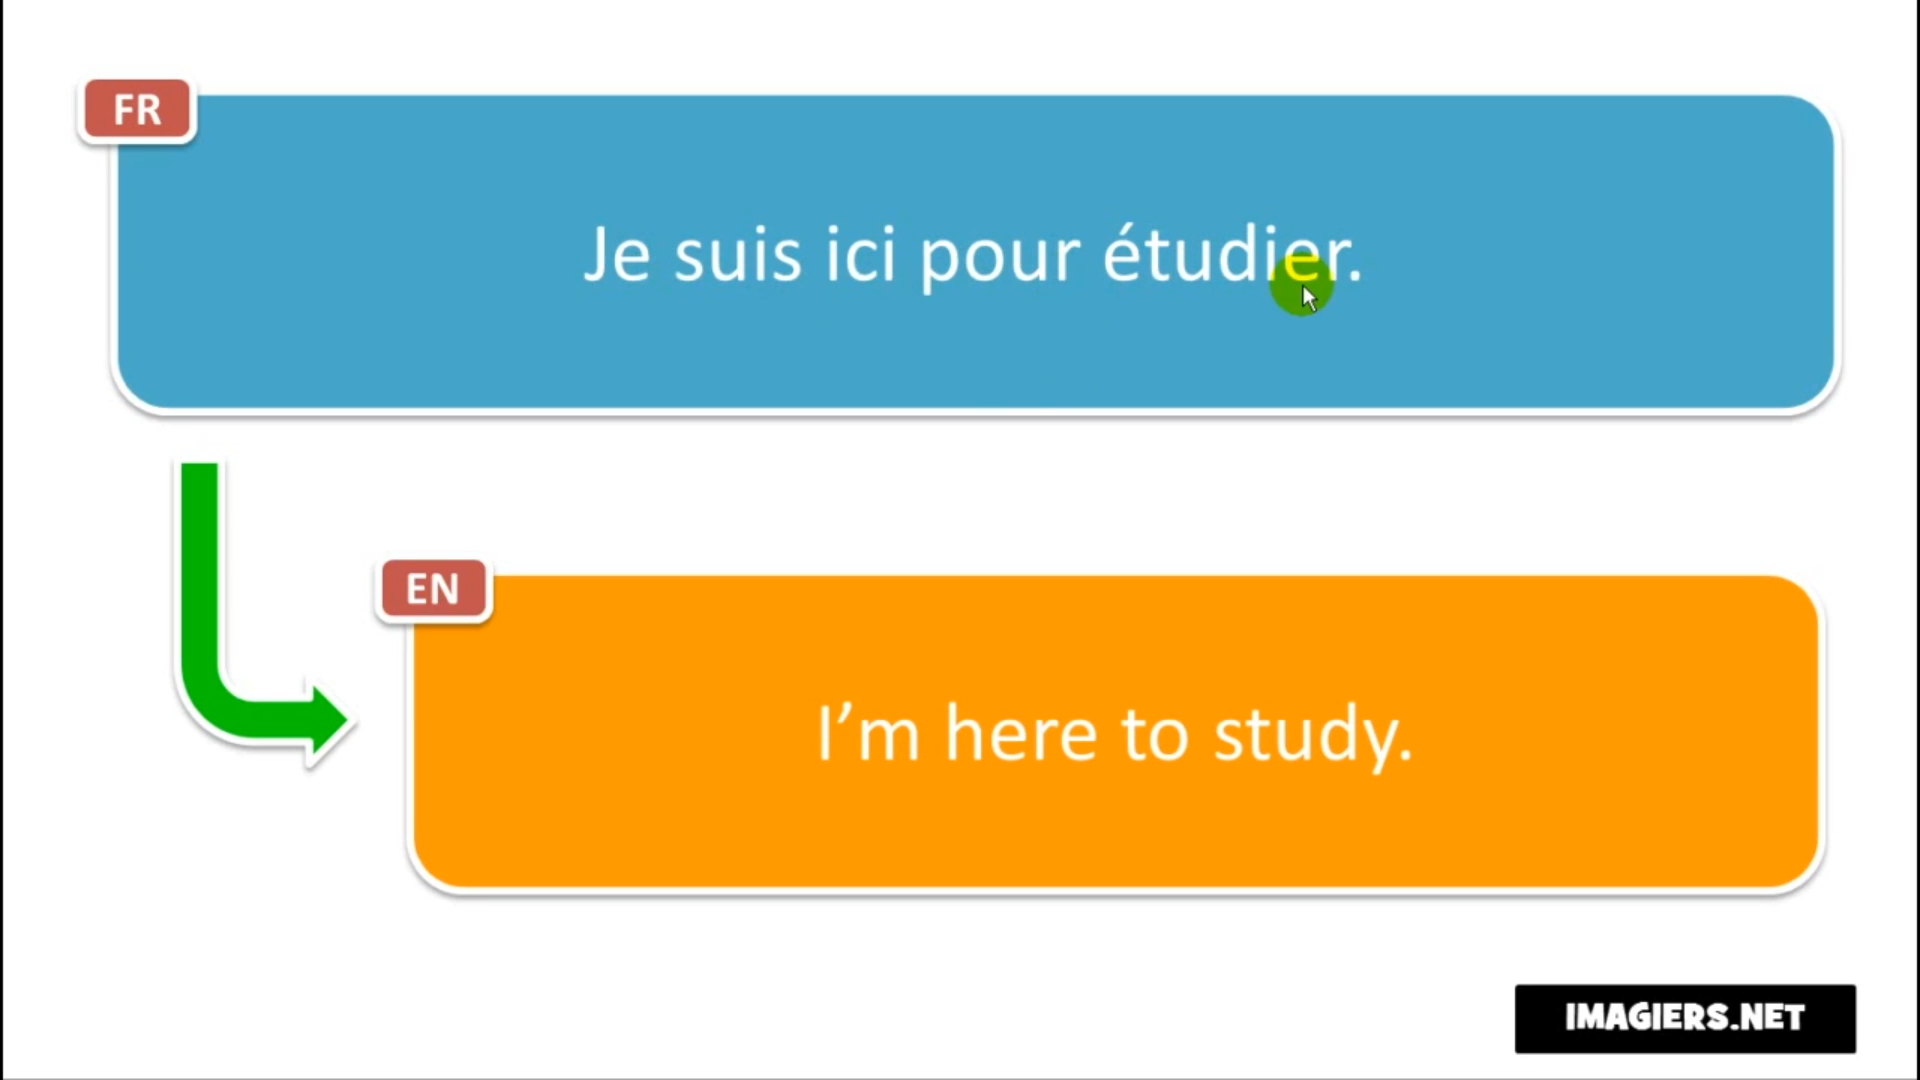 FR
Je suis ici pour étudier.
EN
I’m here to study.
IMAGIERS.NET